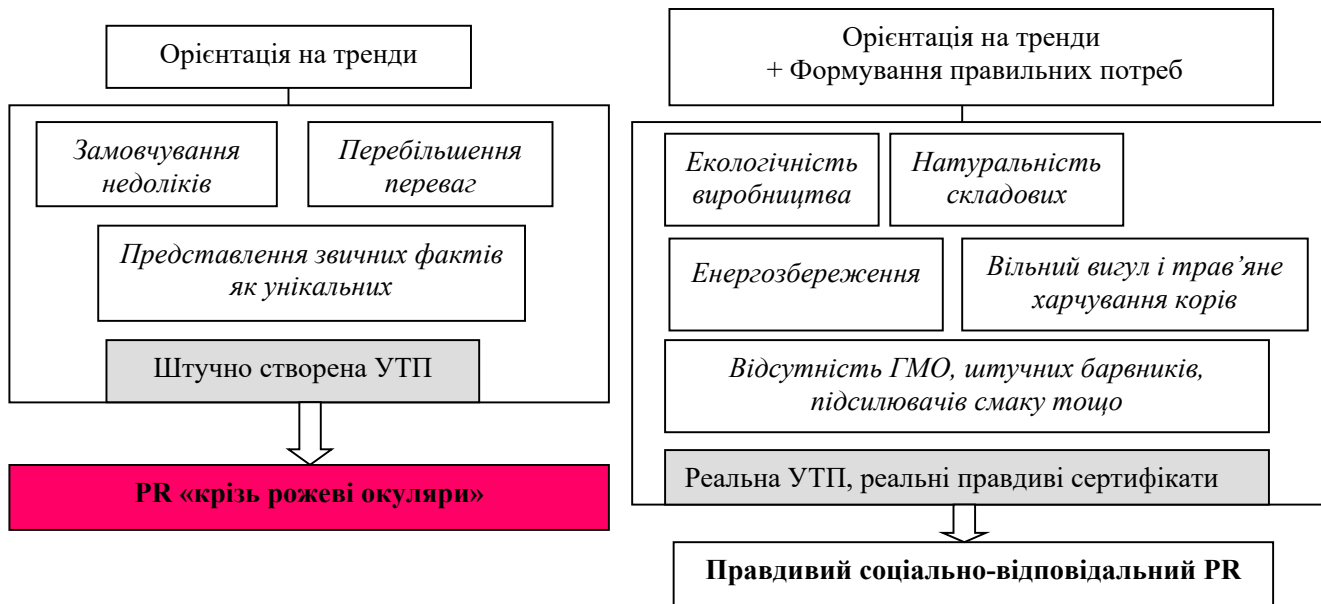 Орієнтація на тренди
Замовчування
недоліків
Перебільшення
переваг
Представлення звичних фактів
як унікальних
Штучно створена УТП
PR «крізь рожеві окуляри»
Орієнтація на тренди
+ Формування правильних потреб
Екологічність
виробництва
Натуральність
складових
Енергозбереження
Вільний вигул і трав’яне
харчування корів
Відсутність ГМО, штучних барвників,
підсилювачів смаку тощо
Реальна УТП, реальні правдиві сертифікати
Правдивий соціально-відповідальний PR